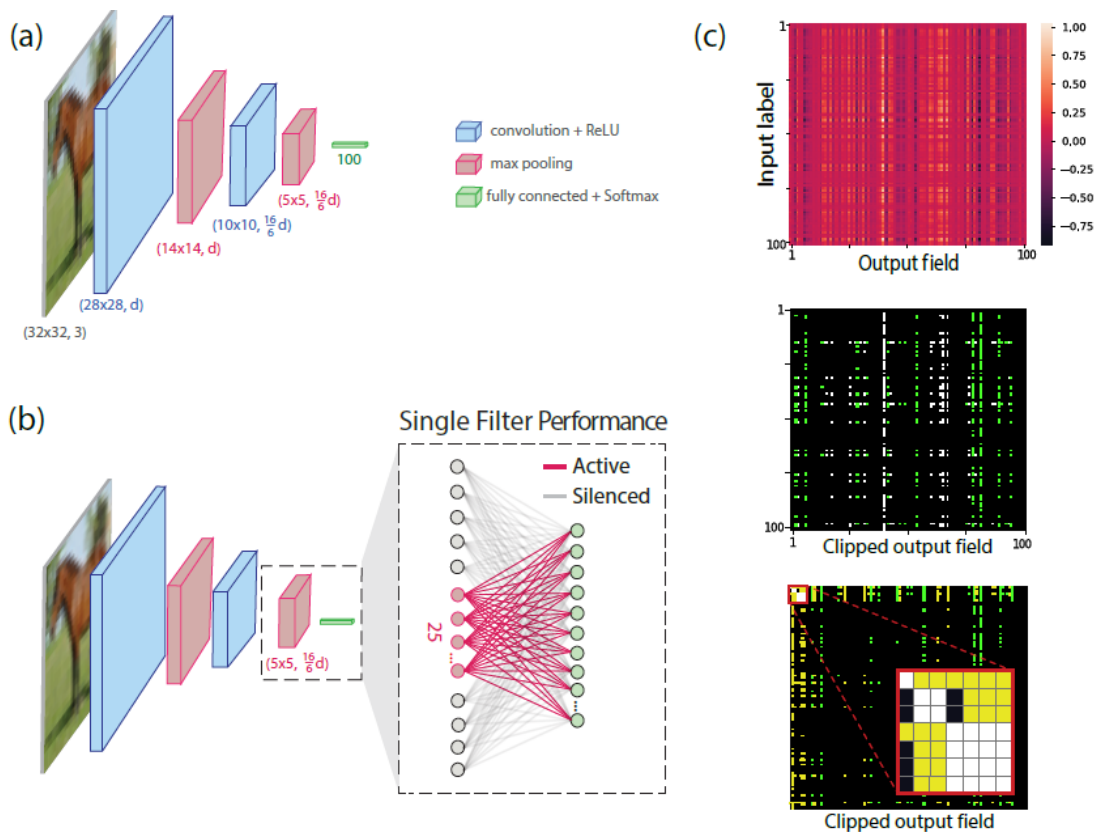 (a)
(32x32, 3)
(28x28, d)
(14x14, d)
(10x10, 16/6 d)
(5x5, 16/6 d)
100
convolution + ReLU
max pooling
fully connected + Softmax
(b)
(5x5, 16/6 d)
Single Filter Performance
Active
Silenced
25
...
...
(c)
1
Input label
100
1
100
Output field
1.00
0.75
0.50
0.25
0.00
−0.25
−0.50
−0.75
1
100
1
100
Clipped output field
Clipped output field